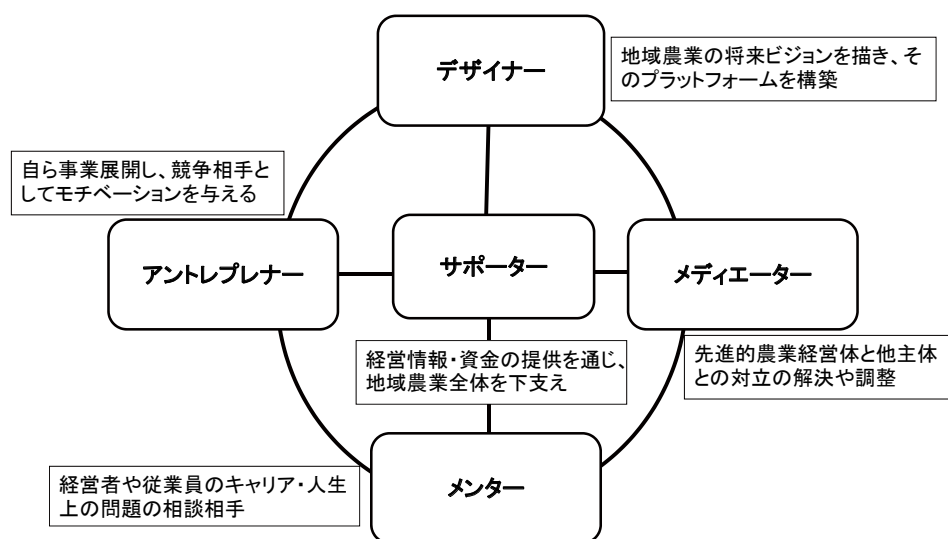 デザイナー
地域農業の将来ビジョンを描き、そ
のプラットフォームを構築
自ら事業展開し、競争相手と
してモチベーションを与える
アントレプレナー
サポーター
メディエーター
経営情報・資金の提供を通じ、
地域農業全体を下支え
先進的農業経営体と他主体
との対立の解決や調整
経営者や従業員のキャリア・人生
上の問題の相談相手
メンター